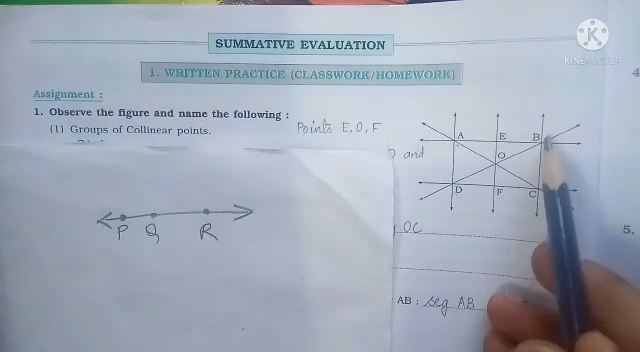 K
KINEMASTER
SUMMATIVE EVALUATION
1. WRITTEN PRACTICE (CLASSWORK/HOMEWORK)
Assignment :
1. Observe the figure and name the following :
(1) Groups of Collinear points. Points E, O, F
and
A E B
O
D F C
P Q R
OC
AB : seg AB
4
5.